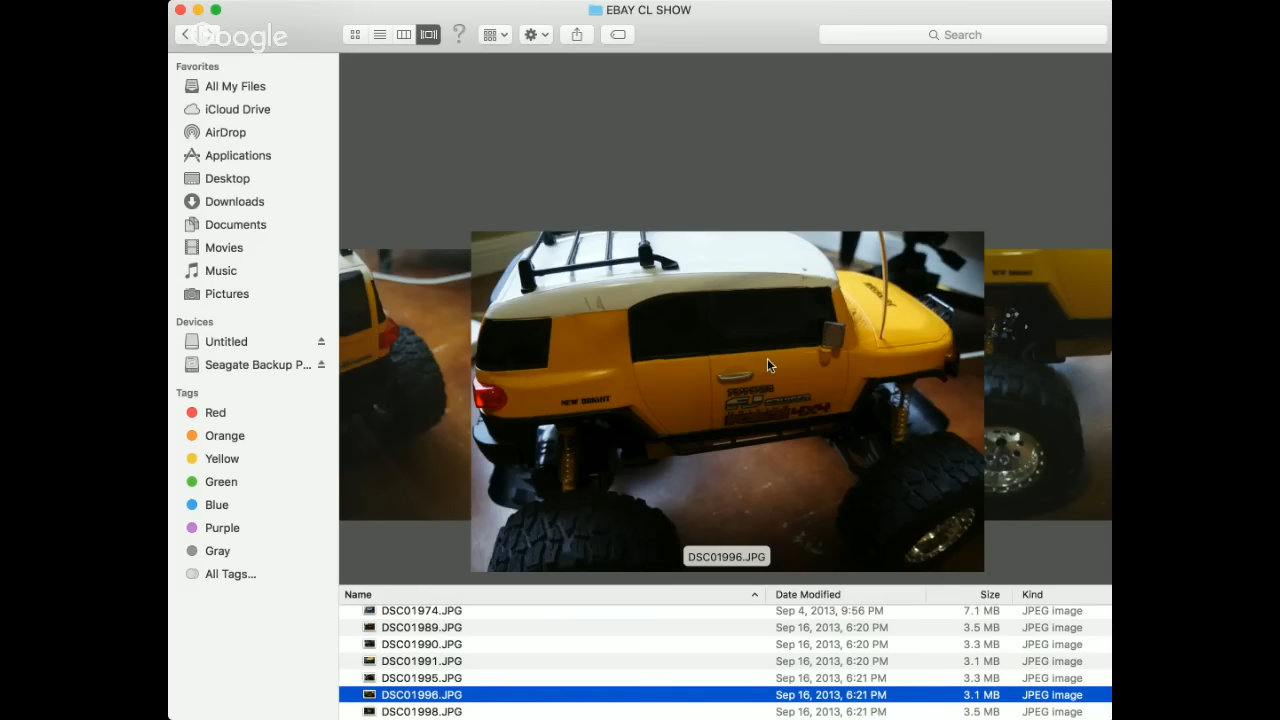 EBAY CL SHOW
Google
Search
Favorites
All My Files
iCloud Drive
AirDrop
Applications
Desktop
Downloads
Documents
Movies
Music
Pictures
Devices
Untitled
Seagate Backup P...
Tags
Red
Orange
Yellow
Green
Blue
Purple
Gray
All Tags...
NEW BRIGHT
FJ
4X4
NEW BRIGHT
DSC01996.JPG
Name Date Modified Size Kind
DSC01974.JPG Sep 4, 2013, 9:56 PM 7.1 MB JPEG image
DSC01989.JPG Sep 16, 2013, 6:20 PM 3.5 MB JPEG image
DSC01990.JPG Sep 16, 2013, 6:20 PM 3.3 MB JPEG image
DSC01991.JPG Sep 16, 2013, 6:20 PM 3.1 MB JPEG image
DSC01995.JPG Sep 16, 2013, 6:21 PM 3.3 MB JPEG image
DSC01996.JPG Sep 16, 2013, 6:21 PM 3.1 MB JPEG image
DSC01998.JPG Sep 16, 2013, 6:21 PM 3.5 MB JPEG image